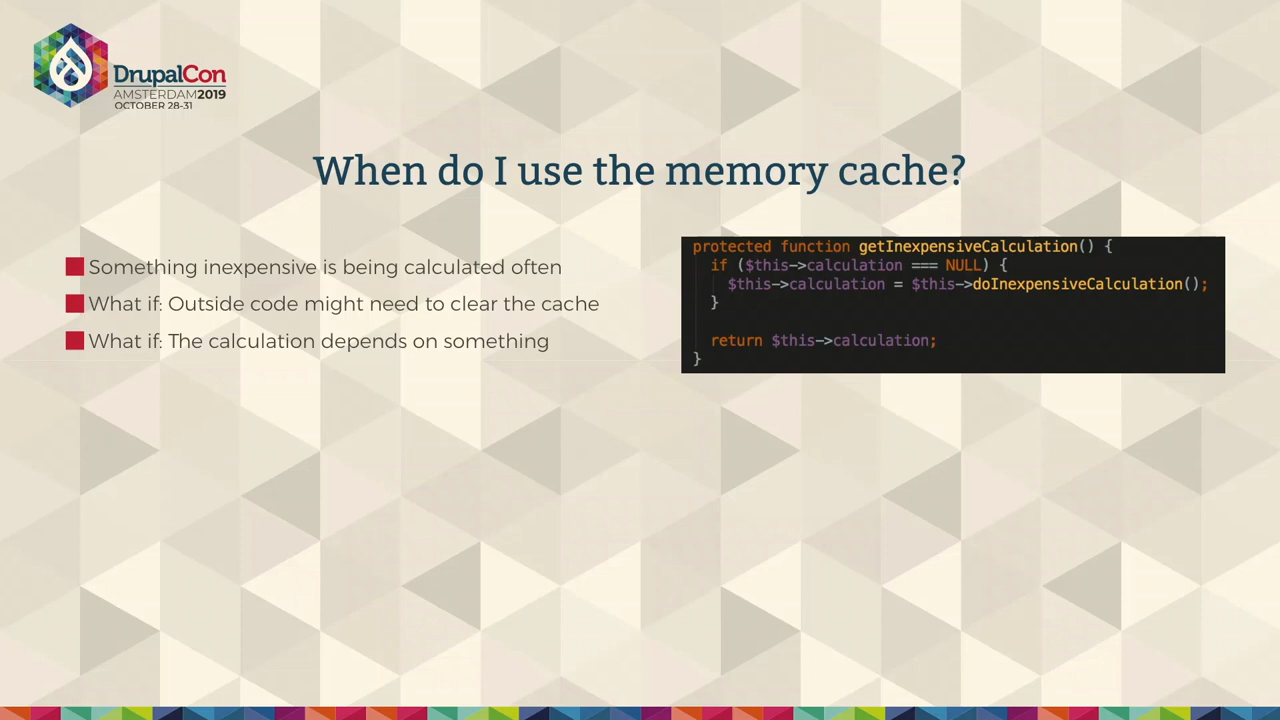 DrupalCon
AMSTERDAM2019
OCTOBER 28-31
When do I use the memory cache?
Something inexpensive is being calculated often
What if: Outside code might need to clear the cache
What if: The calculation depends on something
protected function getInexpensiveCalculation() {
  if ($this->calculation === NULL) {
    $this->calculation = $this->doInexpensiveCalculation();
  }

  return $this->calculation;
}